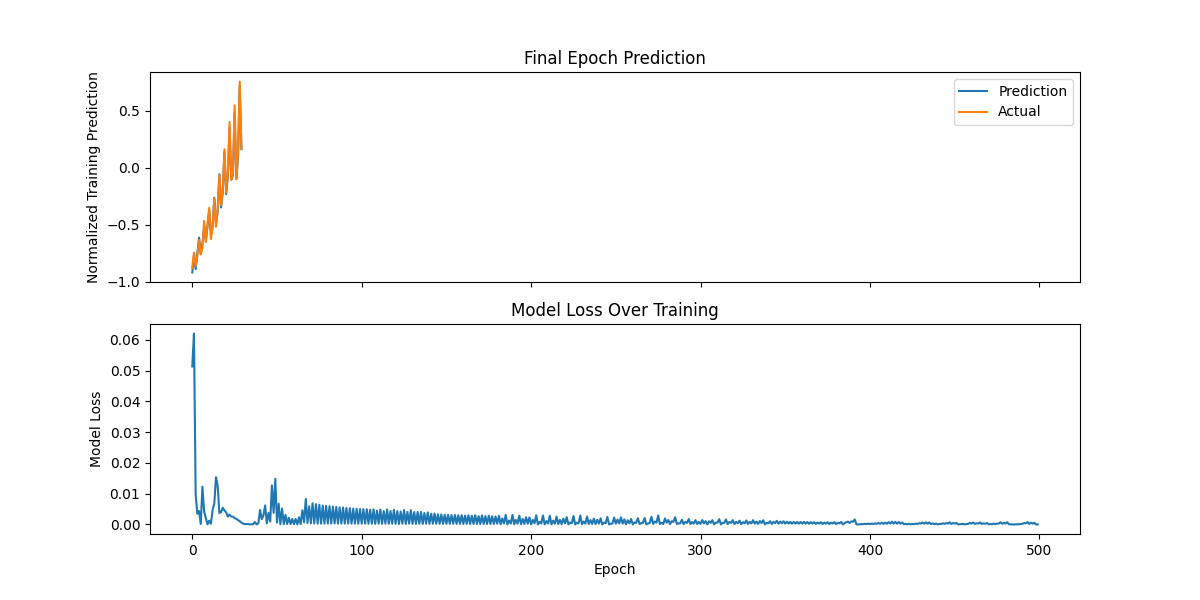 Final Epoch Prediction
Normalized Training Prediction
0.5
0.0
−0.5
−1.0
Prediction
Actual
Model Loss Over Training
Model Loss
0.06
0.05
0.04
0.03
0.02
0.01
0.00
0
100
200
300
400
500
Epoch